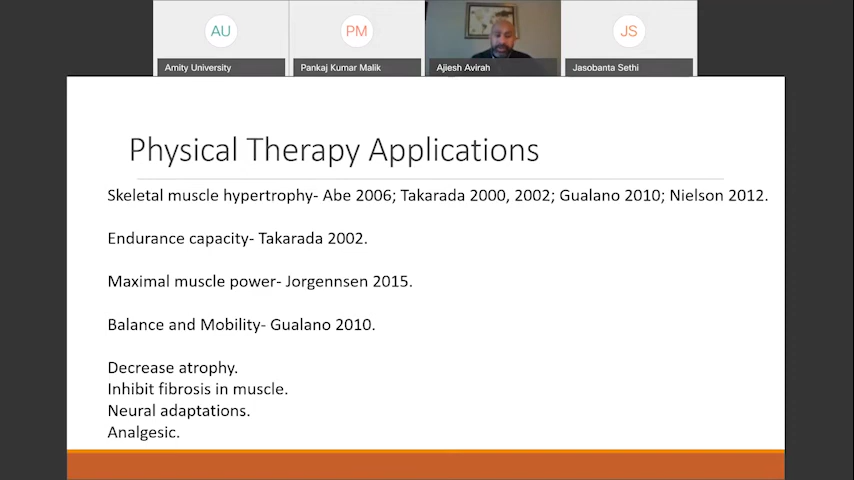 AU
PM
JS
Amity University
Pankaj Kumar Malik
Ajiesh Avirah
Jasobanta Sethi
Physical Therapy Applications
Skeletal muscle hypertrophy- Abe 2006; Takarada 2000, 2002; Gualano 2010; Nielson 2012.
Endurance capacity- Takarada 2002.
Maximal muscle power- Jorgennsen 2015.
Balance and Mobility- Gualano 2010.
Decrease atrophy.
Inhibit fibrosis in muscle.
Neural adaptations.
Analgesic.